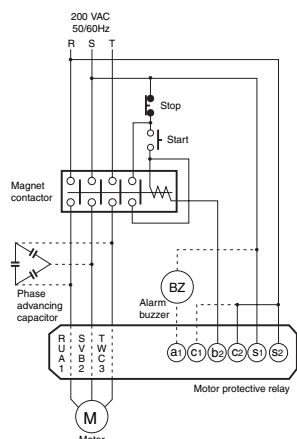 200 VAC
50/60Hz
R S T
Stop
Start
Magnet
contactor
Phase
advancing
capacitor
BZ
Alarm
buzzer
R S T
U V W
A B C
1 2 3
a1 c1 b2 c2 s1 s2
Motor protective relay
M
Motor